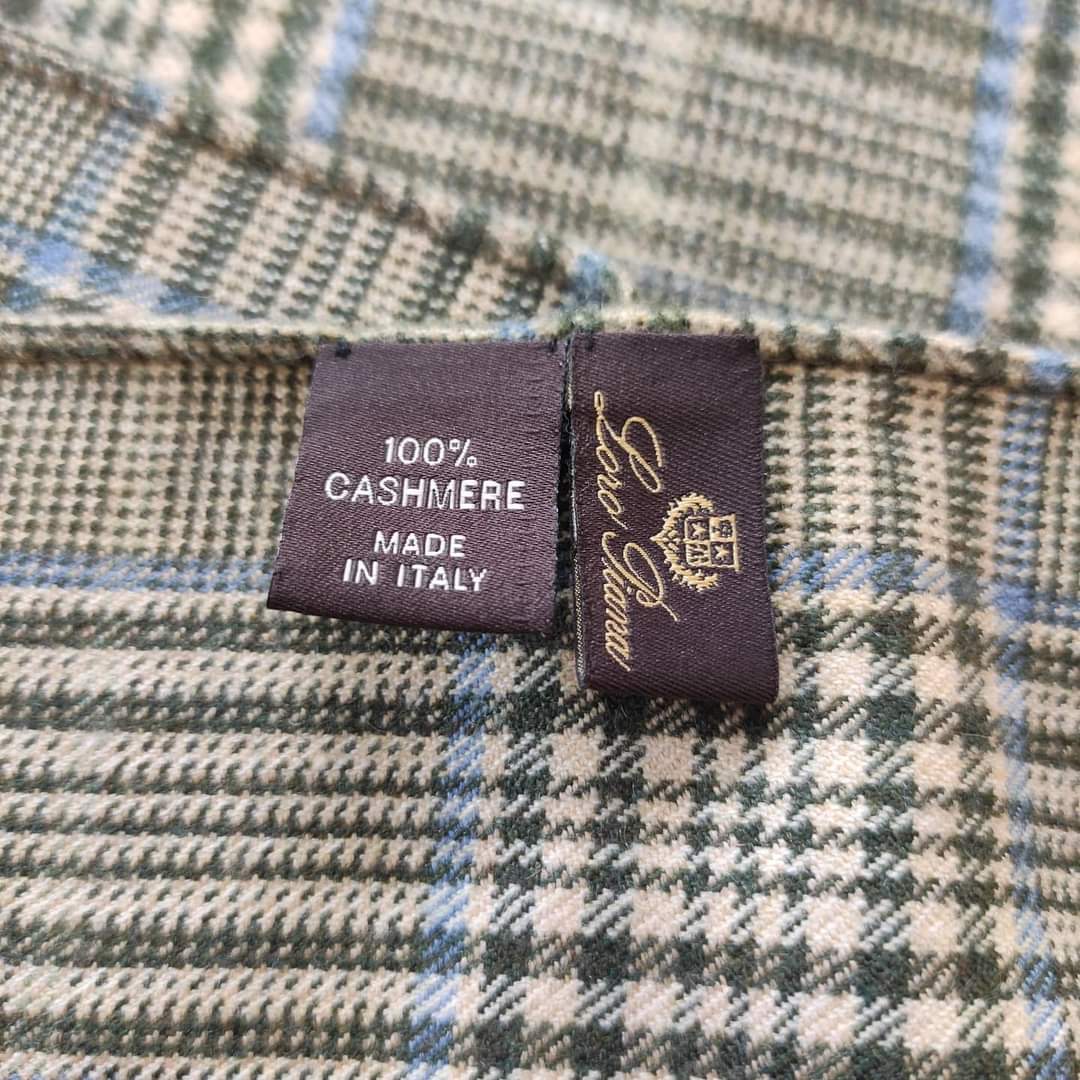 100%
CASHMERE
MADE
IN ITALY
Loro Piana